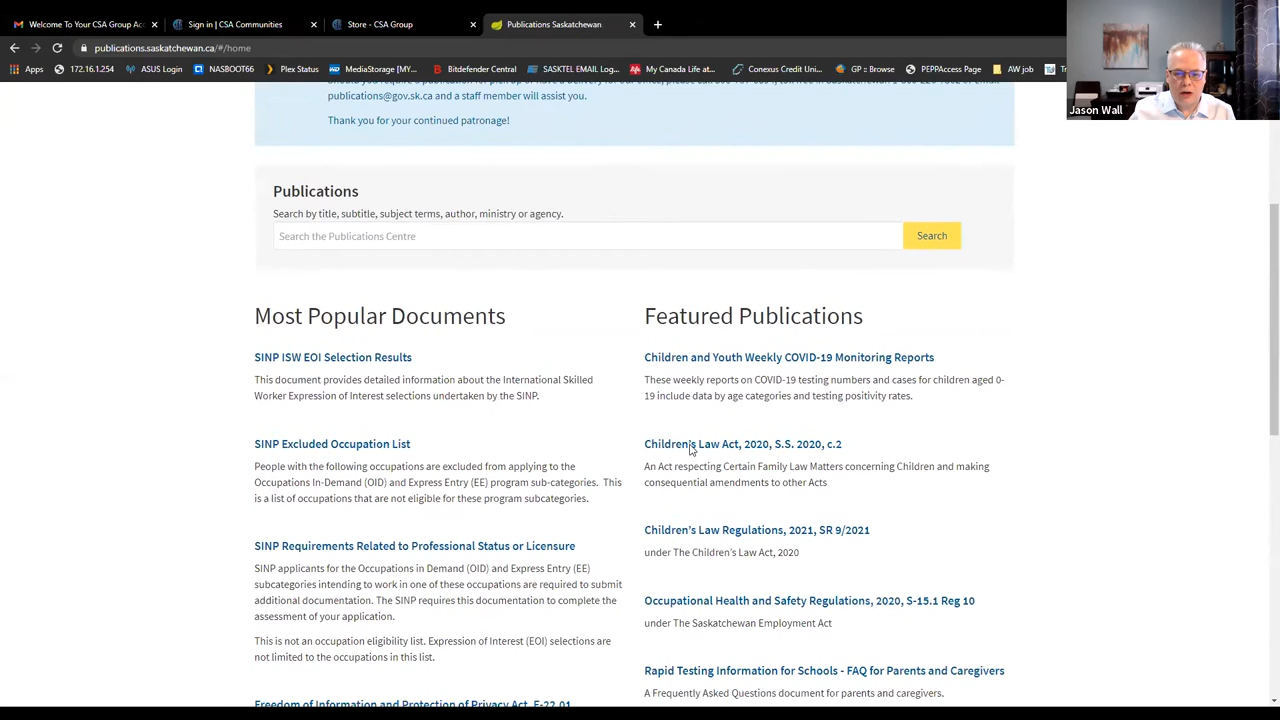 Welcome To Your CSA Group Acc
Sign in | CSA Communities
Store - CSA Group
Publications Saskatchewan
publications.saskatchewan.ca/#/home
Apps
172.16.1.254
ASUS Login
NASBOOT66
Plex Status
MediaStorage [MY...
Bitdefender Central
SASKTEL EMAIL Log...
My Canada Life at...
Conexus Credit Uni...
GP :: Browse
PEPPAccess Page
AW job
Jason Wall
publications@gov.sk.ca and a staff member will assist you.
Thank you for your continued patronage!
Publications
Search by title, subtitle, subject terms, author, ministry or agency.
Search the Publications Centre
Search
Most Popular Documents
SINP ISW EOI Selection Results
This document provides detailed information about the International Skilled
Worker Expression of Interest selections undertaken by the SINP.
SINP Excluded Occupation List
People with the following occupations are excluded from applying to the
Occupations In-Demand (OID) and Express Entry (EE) program sub-categories. This
is a list of occupations that are not eligible for these program subcategories.
SINP Requirements Related to Professional Status or Licensure
SINP applicants for the Occupations in Demand (OID) and Express Entry (EE)
subcategories intending to work in one of these occupations are required to submit
additional documentation. The SINP requires this documentation to complete the
assessment of your application.
This is not an occupation eligibility list. Expression of Interest (EOI) selections are
not limited to the occupations in this list.
Freedom of Information and Protection of Privacy Act, F-22.01
Featured Publications
Children and Youth Weekly COVID-19 Monitoring Reports
These weekly reports on COVID-19 testing numbers and cases for children aged 0-
19 include data by age categories and testing positivity rates.
Children's Law Act, 2020, S.S. 2020, c.2
An Act respecting Certain Family Law Matters concerning Children and making
consequential amendments to other Acts
Children's Law Regulations, 2021, SR 9/2021
under The Children's Law Act, 2020
Occupational Health and Safety Regulations, 2020, S-15.1 Reg 10
under The Saskatchewan Employment Act
Rapid Testing Information for Schools - FAQ for Parents and Caregivers
A Frequently Asked Questions document for parents and caregivers.